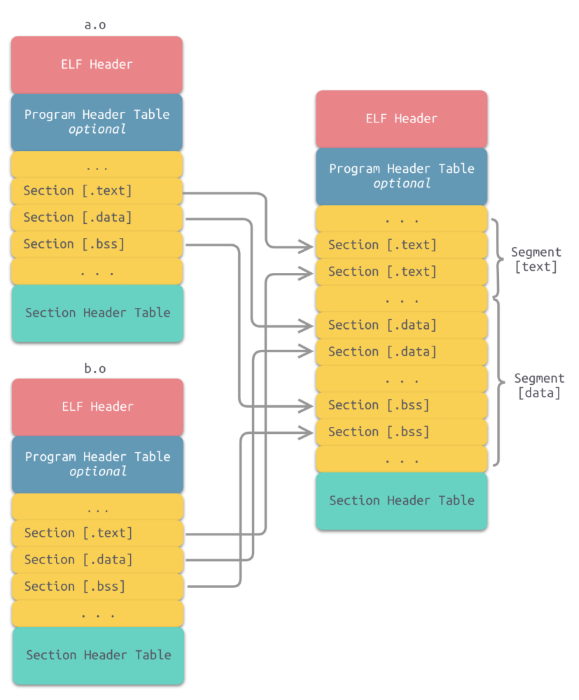 a.o
ELF Header
Program Header Table
optional
...
Section [.text]
Section [.data]
Section [.bss]
. . .
Section Header Table
b.o
ELF Header
Program Header Table
optional
...
Section [.text]
Section [.data]
Section [.bss]
. . .
Section Header Table
ELF Header
Program Header Table
optional
. . .
Section [.text]
Section [.text]
. . .
Section [.data]
Section [.data]
. . .
Section [.bss]
Section [.bss]
. . .
Section Header Table
Segment
[text]
Segment
[data]